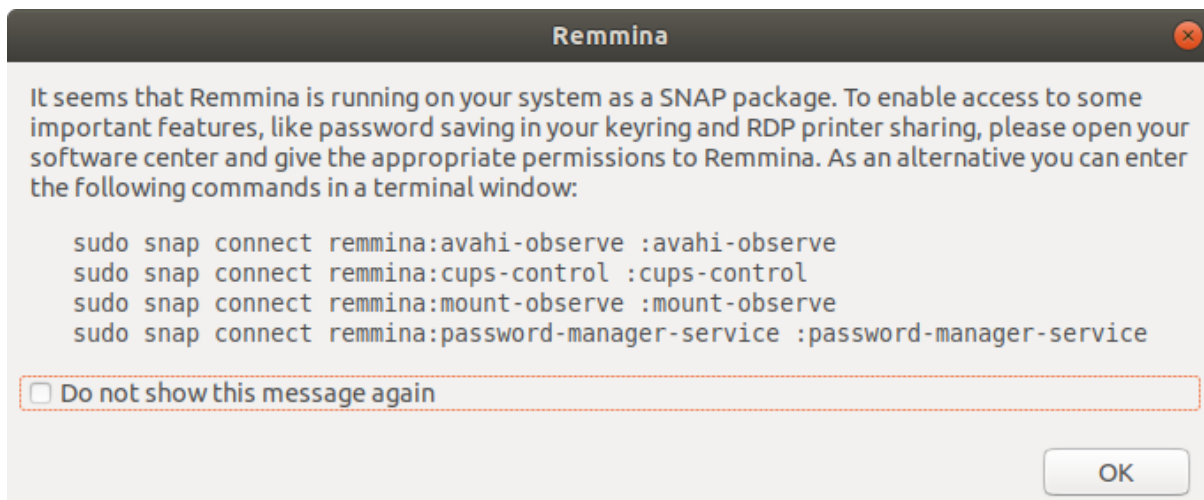 Remmina
It seems that Remmina is running on your system as a SNAP package. To enable access to some
important features, like password saving in your keyring and RDP printer sharing, please open your
software center and give the appropriate permissions to Remmina. As an alternative you can enter
the following commands in a terminal window:
sudo snap connect remmina:avahi-observe :avahi-observe
sudo snap connect remmina:cups-control :cups-control
sudo snap connect remmina:mount-observe :mount-observe
sudo snap connect remmina:password-manager-service :password-manager-service
Do not show this message again
OK